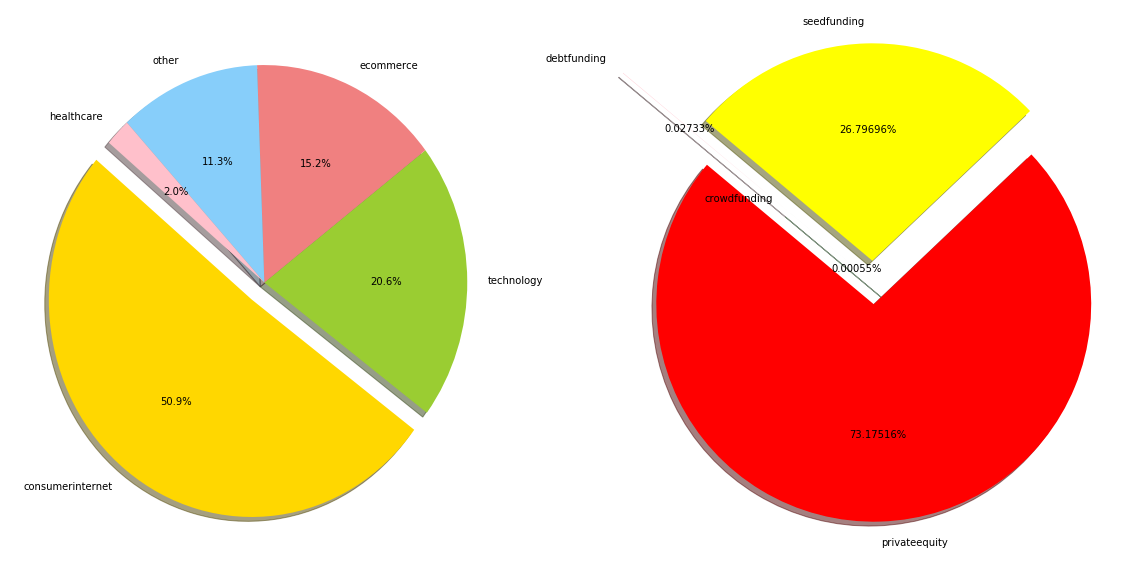 other
ecommerce
healthcare
11.3%
15.2%
2.0%
20.6%
technology
50.9%
consumerinternet
seedfunding
debtfunding
0.02733%
26.79696%
crowdfunding
0.00055%
73.17516%
privateequity